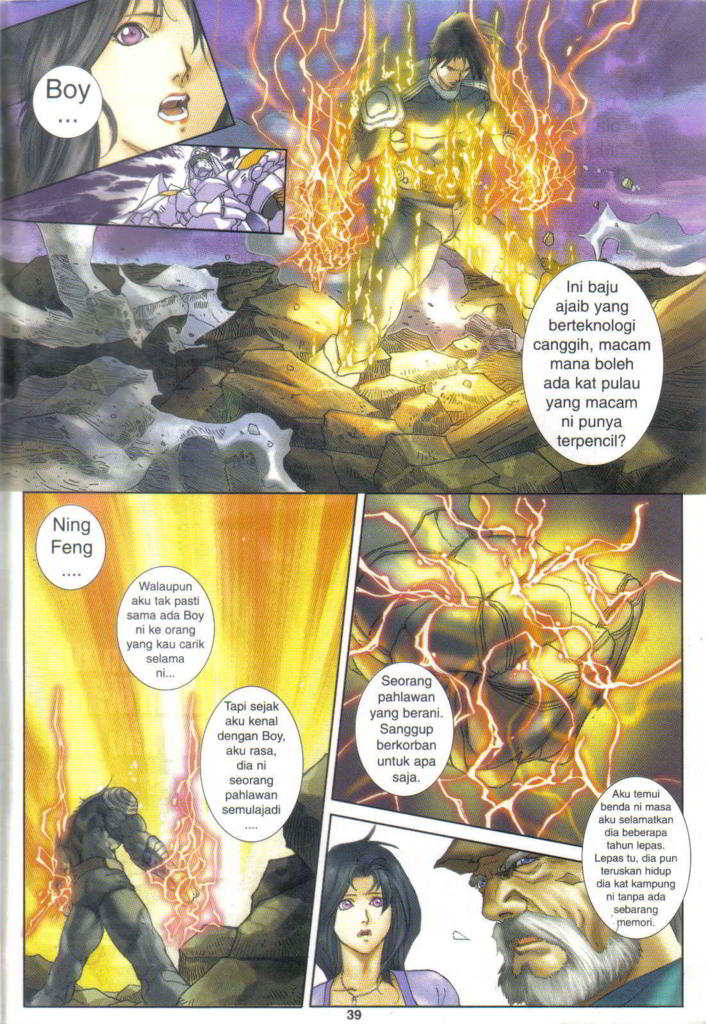 Boy
...
Ini baju
ajaib yang
berteknologi
canggih, macam
mana boleh
ada kat pulau
yang macam
ni punya
terpencil?
Ning
Feng
....
Walaupun
aku tak pasti
sama ada Boy
ni ke orang
yang kau carik
selama
ni...
Tapi sejak
aku kenal
dengan Boy,
aku rasa,
dia ni
seorang
pahlawan
semulajadi
....
Seorang
pahlawan
yang berani.
Sanggup
berkorban
untuk apa
saja.
Aku temui
benda ni masa
aku selamatkan
dia beberapa
tahun lepas.
Lepas tu, dia pun
teruskan hidup
dia kat kampung
ni tanpa ada
sebarang
memori.
39